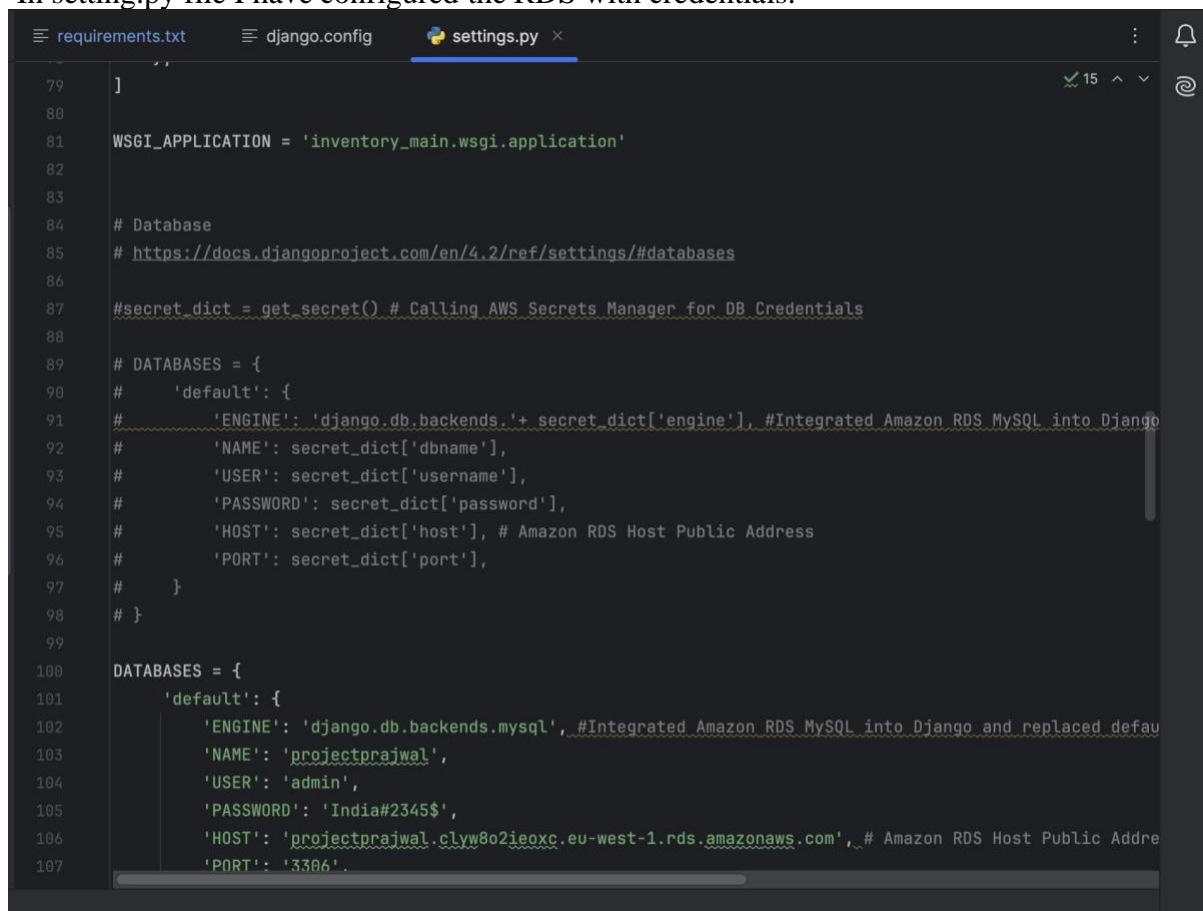 In setting.py file I have configured the RDS with credentials.
requirements.txt django.config settings.py ×
79 ] 15
80
81 WSGI_APPLICATION = 'inventory_main.wsgi.application'
82
83
84 # Database
85 # https://docs.djangoproject.com/en/4.2/ref/settings/#databases
86
87 #secret_dict = get_secret() # Calling AWS Secrets Manager for DB Credentials
88
89 # DATABASES = {
90 #     'default': {
91 #         'ENGINE': 'django.db.backends.'+ secret_dict['engine'], #Integrated Amazon RDS MySQL into Django
92 #         'NAME': secret_dict['dbname'],
93 #         'USER': secret_dict['username'],
94 #         'PASSWORD': secret_dict['password'],
95 #         'HOST': secret_dict['host'], # Amazon RDS Host Public Address
96 #         'PORT': secret_dict['port'],
97 #     }
98 # }
99
100 DATABASES = {
101     'default': {
102         'ENGINE': 'django.db.backends.mysql', #Integrated Amazon RDS MySQL into Django and replaced defau
103         'NAME': 'projectprajwal',
104         'USER': 'admin',
105         'PASSWORD': 'India#2345$',
106         'HOST': 'projectprajwal.clyw8o2ieoxc.eu-west-1.rds.amazonaws.com', # Amazon RDS Host Public Addre
107         'PORT': '3306',